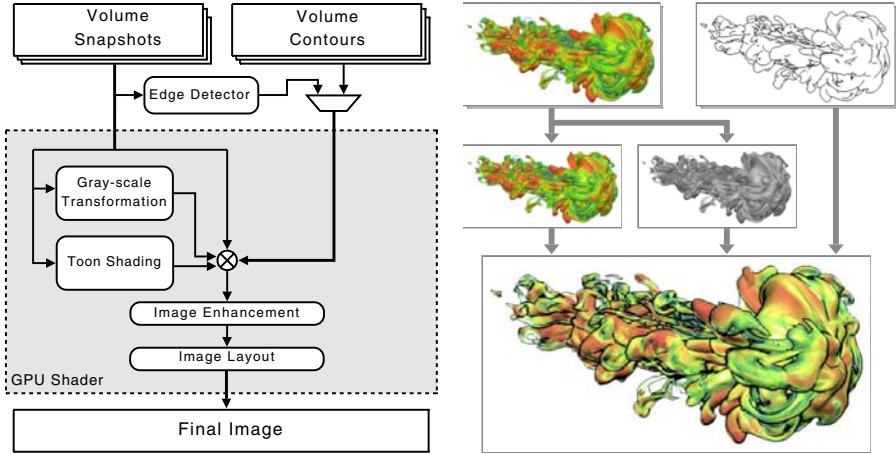 Volume
Snapshots
Volume
Contours
Edge Detector
Gray-scale
Transformation
Toon Shading
Image Enhancement
Image Layout
GPU Shader
Final Image